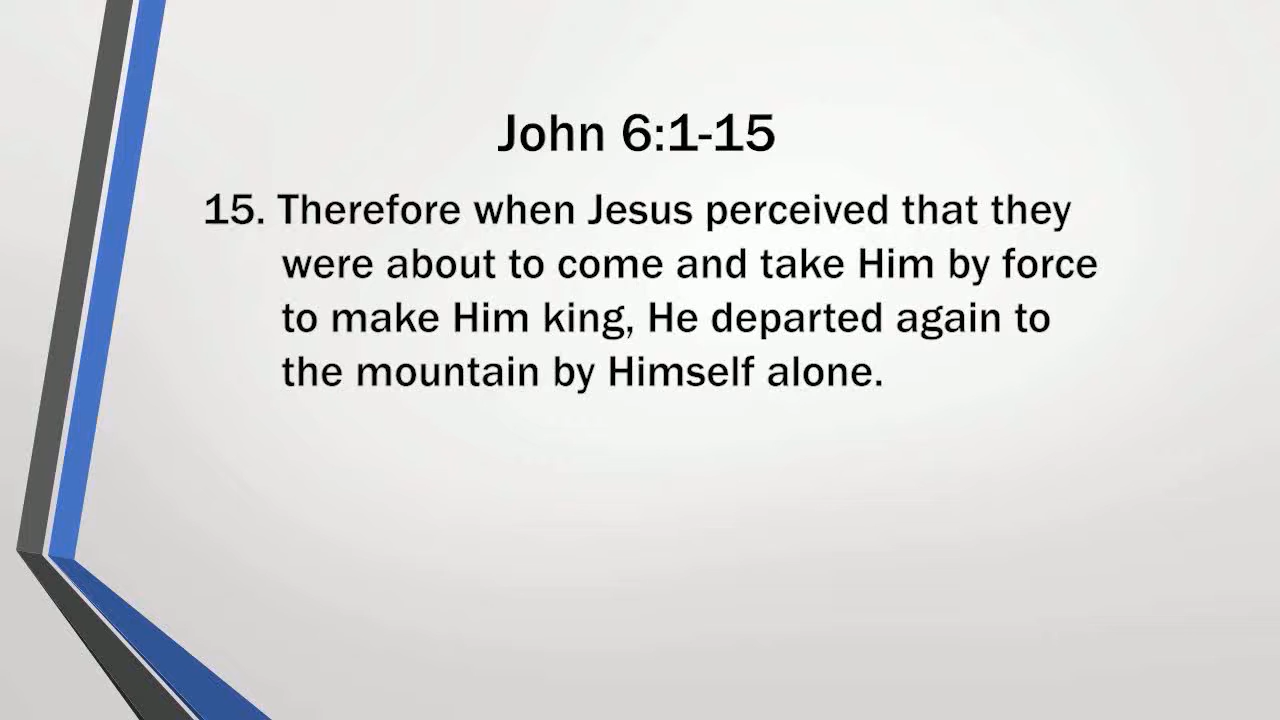 John 6:1-15
15. Therefore when Jesus perceived that they
were about to come and take Him by force
to make Him king, He departed again to
the mountain by Himself alone.